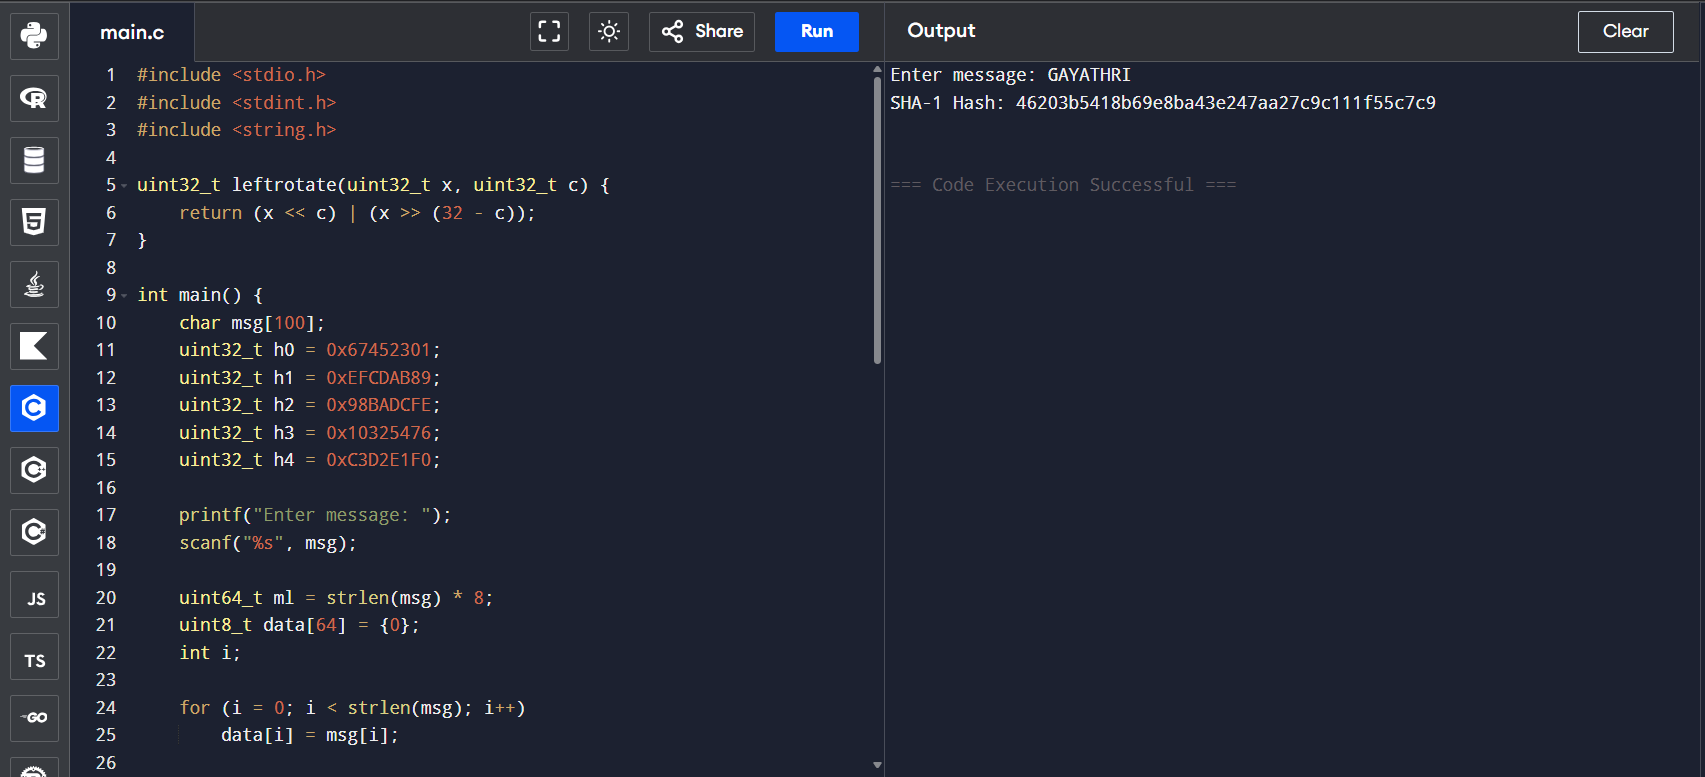 main.c
Share
Run
Output
Clear
1 #include <stdio.h>
2 #include <stdint.h>
3 #include <string.h>
4
5 uint32_t leftrotate(uint32_t x, uint32_t c) {
6     return (x << c) | (x >> (32 - c));
7 }
8
9 int main() {
10     char msg[100];
11     uint32_t h0 = 0x67452301;
12     uint32_t h1 = 0xEFCDAB89;
13     uint32_t h2 = 0x98BADCFE;
14     uint32_t h3 = 0x10325476;
15     uint32_t h4 = 0xC3D2E1F0;
16
17     printf("Enter message: ");
18     scanf("%s", msg);
19
20     uint64_t ml = strlen(msg) * 8;
21     uint8_t data[64] = {0};
22     int i;
23
24     for (i = 0; i < strlen(msg); i++)
25         data[i] = msg[i];
26
Enter message: GAYATHRI
SHA-1 Hash: 46203b5418b69e8ba43e247aa27c9c111f55c7c9
=== Code Execution Successful ===
R
5
C
C++
C#
JS
TS
GO